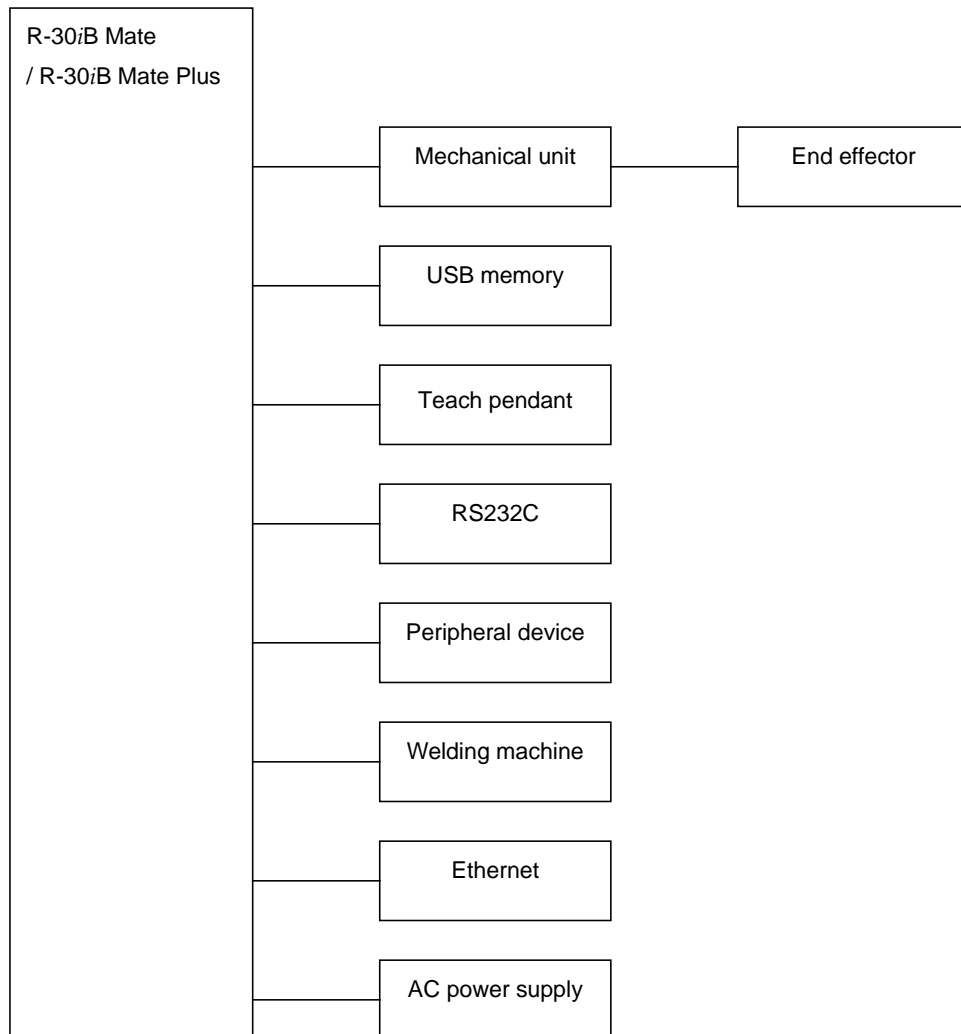 R-30iB Mate
/ R-30iB Mate Plus
Mechanical unit
End effector
USB memory
Teach pendant
RS232C
Peripheral device
Welding machine
Ethernet
AC power supply